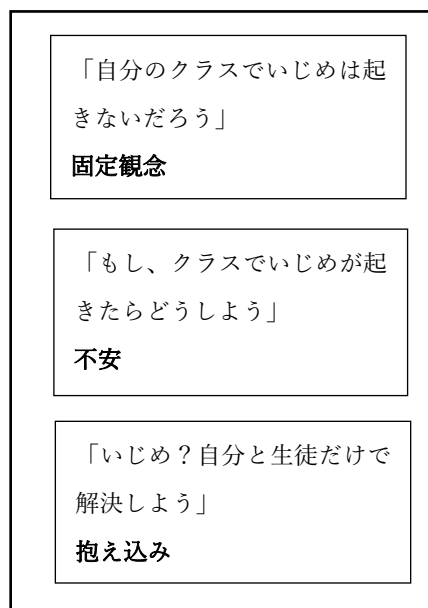 「自分のクラスでいじめは起
きないだろう」
固定観念
「もし、クラスでいじめが起
きたらどうしよう」
不安
「いじめ？自分と生徒だけで
解決しよう」
抱え込み